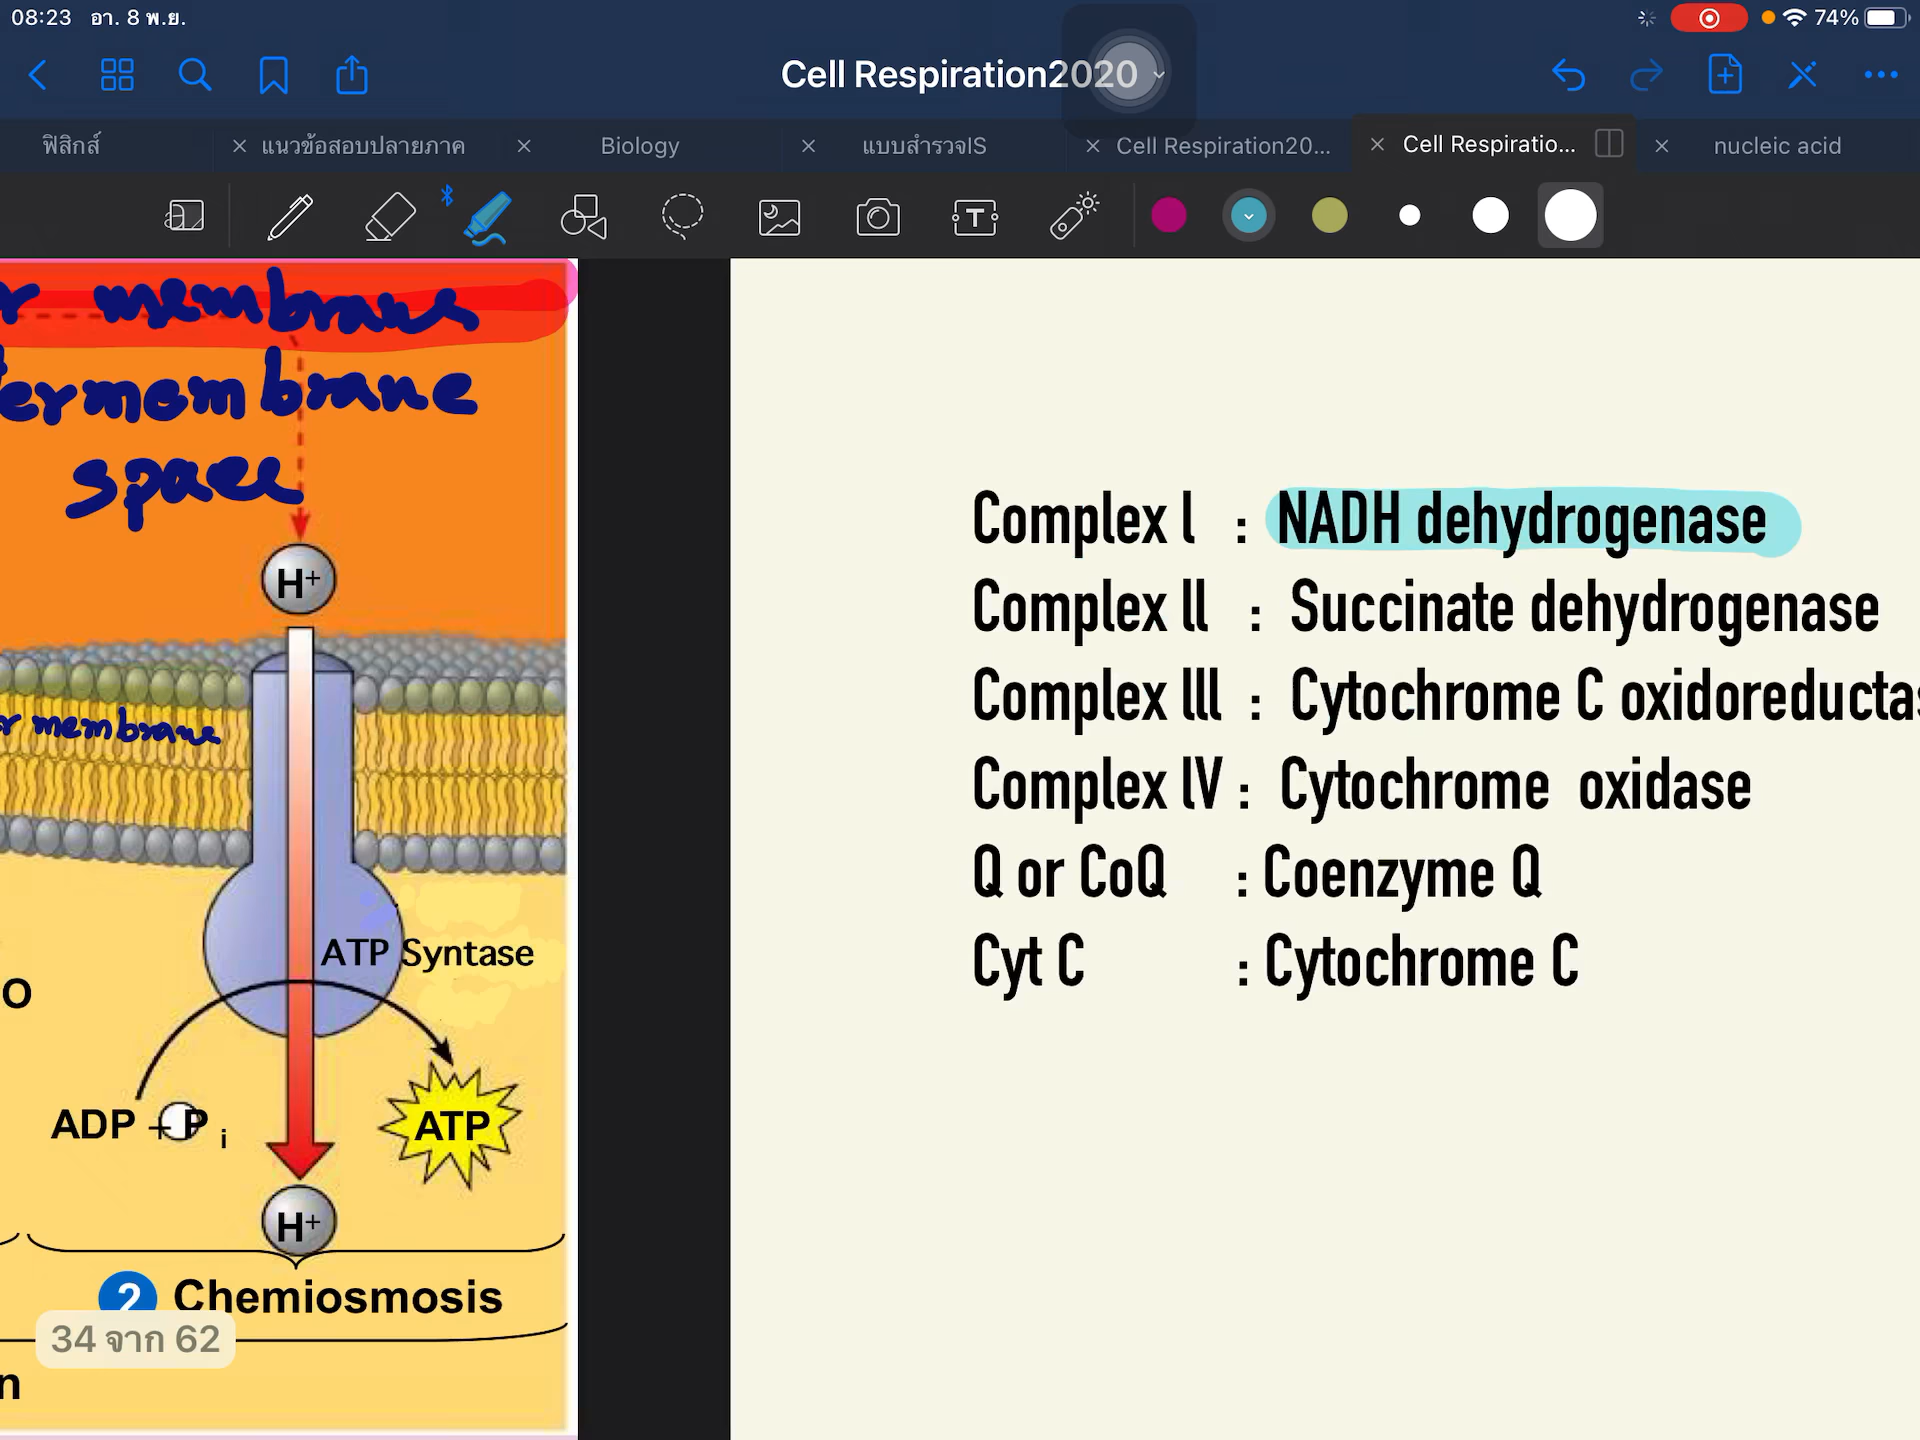 08:23 อา. 8 พ.ย.
74%
Cell Respiration2020
ฟิสิกส์
แนวข้อสอบปลายภาค
Biology
แบบสำรวจIS
Cell Respiration20...
Cell Respiratio...
nucleic acid
r membrane
ermembrane
space
H+
r membrane
ATP Syntase
O
ADP + P i
ATP
H+
2 Chemiosmosis
34 จาก 62
n
Complex l : NADH dehydrogenase
Complex ll : Succinate dehydrogenase
Complex lll : Cytochrome C oxidoreductas
Complex lV : Cytochrome oxidase
Q or CoQ : Coenzyme Q
Cyt C : Cytochrome C